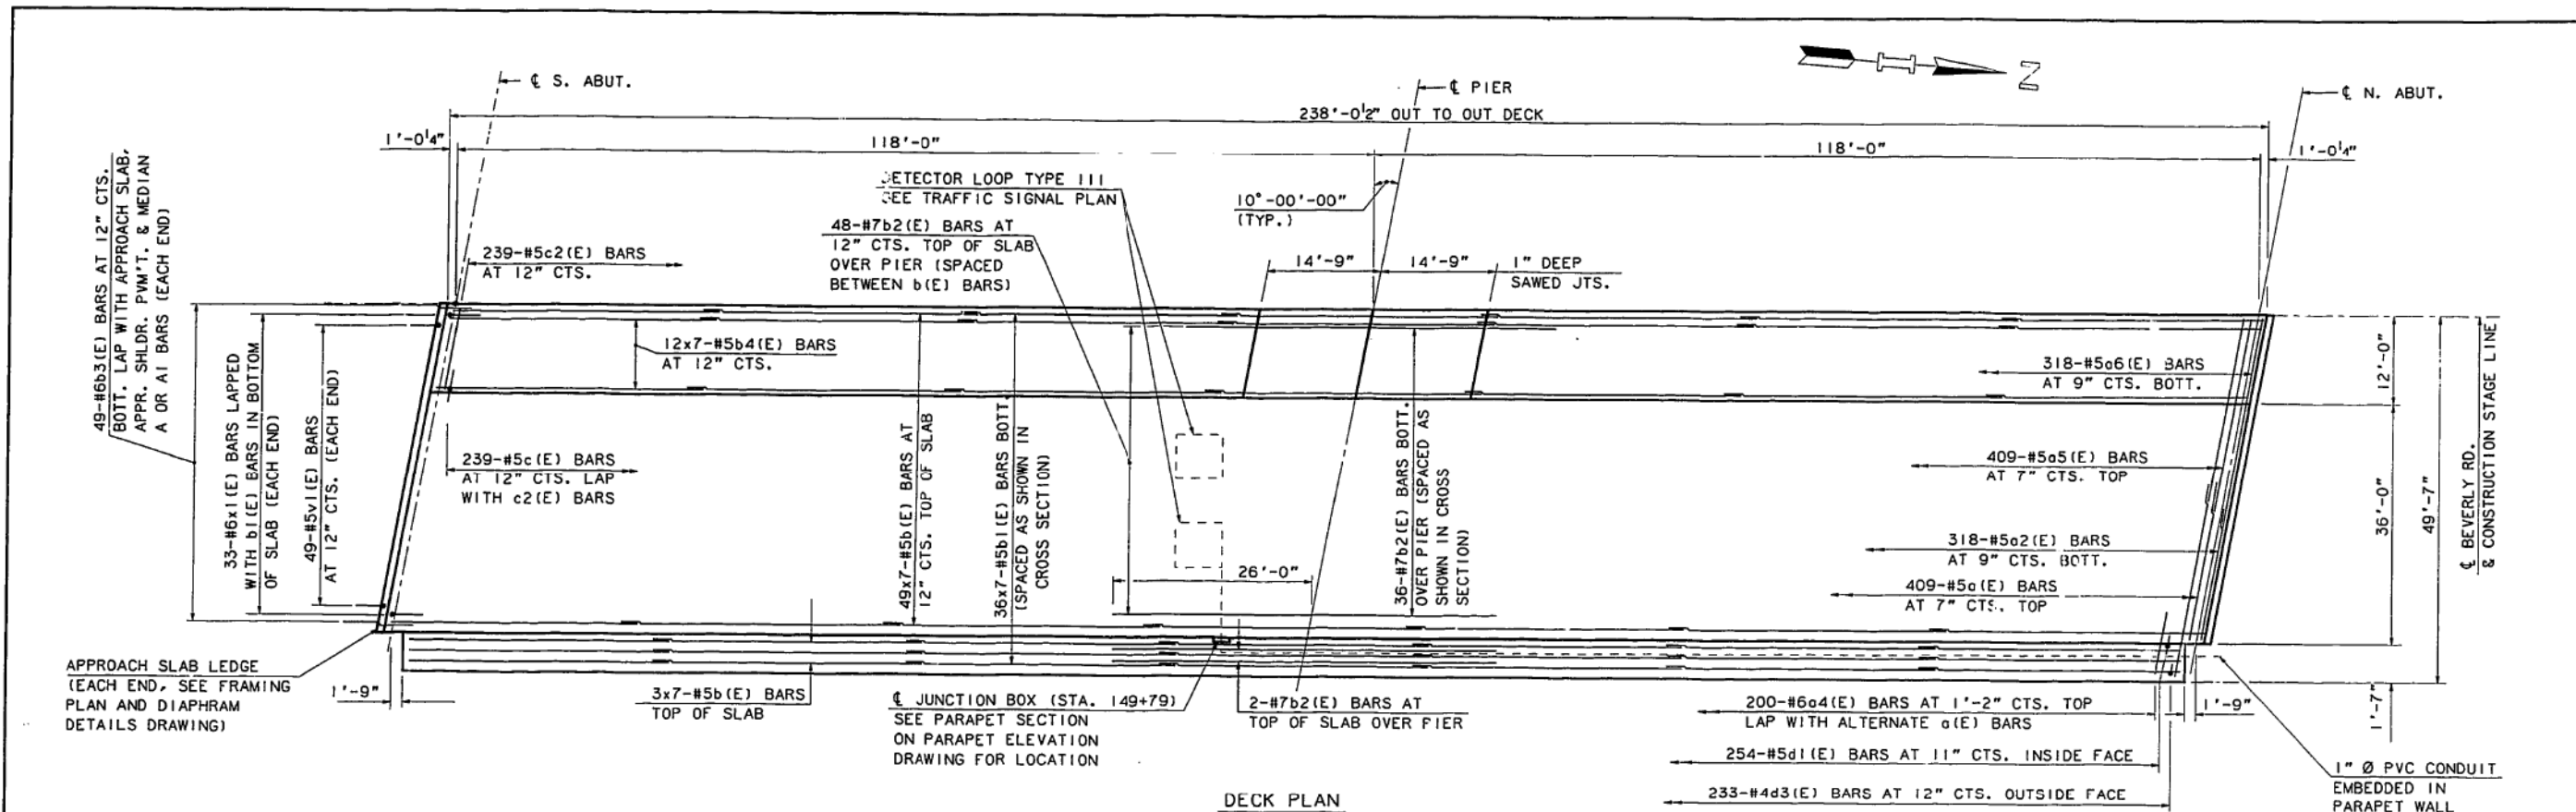 ℄ S. ABUT.
℄ PIER
N
℄ N. ABUT.
238'-0½" OUT TO OUT DECK
1'-0¼"
118'-0"
118'-0"
1'-0¼"
49-#6b3(E) BARS AT 12" CTS.
BOTT. LAP WITH APPROACH SLAB,
APPR. SHLDR. PVM'T. & MEDIAN
A OR A1 BARS (EACH END)
DETECTOR LOOP TYPE III
SEE TRAFFIC SIGNAL PLAN
10°-00'-00"
(TYP.)
48-#7b2(E) BARS AT
12" CTS. TOP OF SLAB
OVER PIER (SPACED
BETWEEN b(E) BARS)
239-#5c2(E) BARS
AT 12" CTS.
14'-9"
14'-9"
1" DEEP
SAWED JTS.
33-#6x1(E) BARS LAPPED
WITH b1(E) BARS IN BOTTOM
OF SLAB (EACH END)
49-#5v1(E) BARS
AT 12" CTS. (EACH END)
12x7-#5b4(E) BARS
AT 12" CTS.
318-#5a6(E) BARS
AT 9" CTS. BOTT.
12'-0"
239-#5c(E) BARS
AT 12" CTS. LAP
WITH c2(E) BARS
49x7-#5b(E) BARS AT
12" CTS. TOP OF SLAB
36x7-#5b1(E) BARS BOTT.
(SPACED AS SHOWN IN
CROSS SECTION)
36-#7b2(E) BARS BOTT.
OVER PIER (SPACED AS
SHOWN IN CROSS
SECTION)
409-#5a5(E) BARS
AT 7" CTS. TOP
36'-0"
49'-7"
℄ BEVERLY RD.
& CONSTRUCTION STAGE LINE
318-#5a2(E) BARS
AT 9" CTS. BOTT.
26'-0"
409-#5a(E) BARS
AT 7" CTS. TOP
APPROACH SLAB LEDGE
(EACH END, SEE FRAMING
PLAN AND DIAPHRAM
DETAILS DRAWING)
1'-9"
3x7-#5b(E) BARS
TOP OF SLAB
℄ JUNCTION BOX (STA. 149+79)
SEE PARAPET SECTION
ON PARAPET ELEVATION
DRAWING FOR LOCATION
2-#7b2(E) BARS AT
TOP OF SLAB OVER PIER
200-#6a4(E) BARS AT 1'-2" CTS. TOP
LAP WITH ALTERNATE a(E) BARS
1'-9"
1'-7"
254-#5d1(E) BARS AT 11" CTS. INSIDE FACE
233-#4d3(E) BARS AT 12" CTS. OUTSIDE FACE
1" Ø PVC CONDUIT
EMBEDDED IN
PARAPET WALL
DECK PLAN